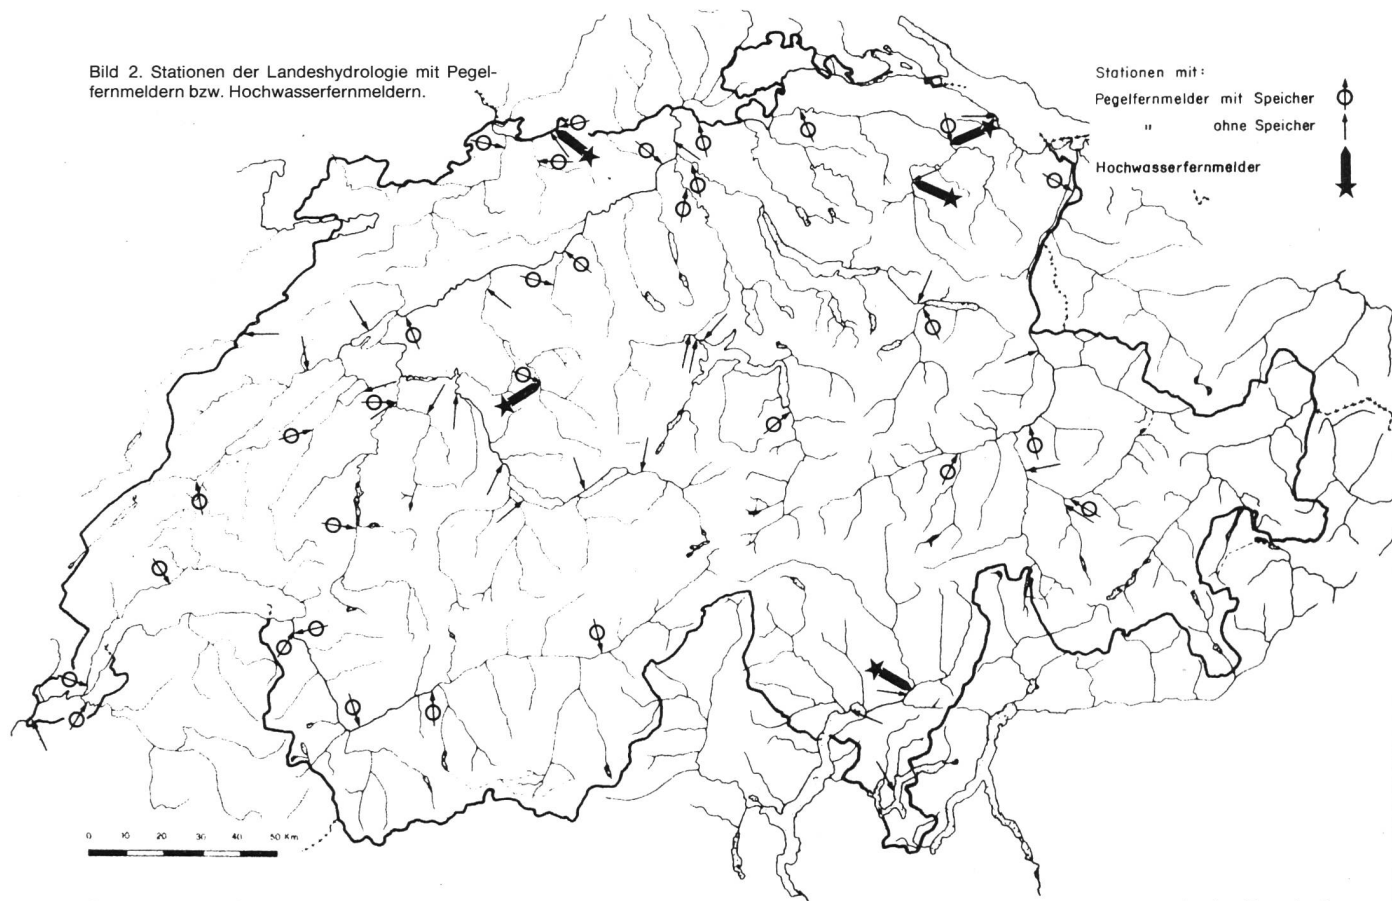 Bild 2. Stationen der Landeshydrologie mit Pegel-
fernmeldern bzw. Hochwasserfernmeldern.
Stationen mit:
Pegelfernmelder mit Speicher
" ohne Speicher
Hochwasserfernmelder
0 10 20 30 40 50 Km